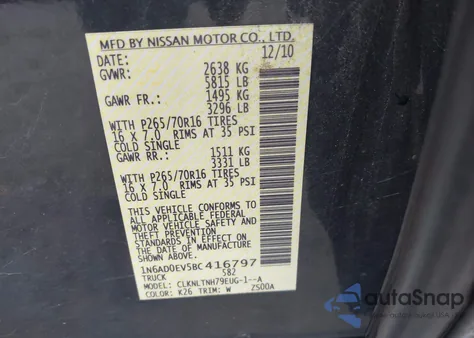 MFD BY NISSAN MOTOR CO., LTD.
DATE: 12/10
GVWR: 2638 KG
5815 LB
GAWR FR.: 1495 KG
3296 LB
WITH P265/70R16 TIRES
16 X 7.0 RIMS AT 35 PSI
COLD SINGLE
GAWR RR.: 1511 KG
3331 LB
WITH P265/70R16 TIRES
16 X 7.0 RIMS AT 35 PSI
COLD SINGLE
THIS VEHICLE CONFORMS TO
ALL APPLICABLE FEDERAL
MOTOR VEHICLE SAFETY
STANDARDS IN EFFECT ON
THE DATE OF MANUFACTURE
SHOWN ABOVE
1N6AD0EV5BC416797
TRUCK 582
MODEL: CLKNLTNH79EUG-1--A
COLOR: K26 TRIM: W ZS00A
autoSnap